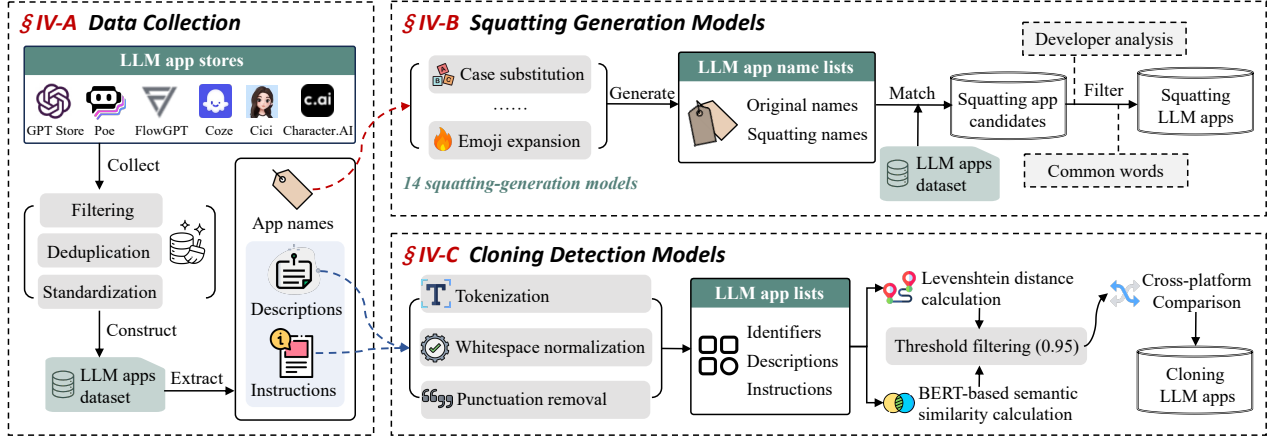 § IV-A Data Collection
LLM app stores
GPT Store
Poe
FlowGPT
Coze
Cici
c.ai
Character.AI
Collect
Filtering
Deduplication
Standardization
Construct
LLM apps
dataset
Extract
App names
Descriptions
Instructions
§ IV-B Squatting Generation Models
A
B C
Case substitution
......
Emoji expansion
14 squatting-generation models
Generate
LLM app name lists
Original names
Squatting names
Match
LLM apps
dataset
Squatting app
candidates
Developer analysis
Filter
Common words
Squatting
LLM apps
§ IV-C Cloning Detection Models
T
Tokenization
Whitespace normalization
Punctuation removal
LLM app lists
Identifiers
Descriptions
Instructions
Levenshtein distance
calculation
Threshold filtering (0.95)
BERT-based semantic
similarity calculation
Cross-platform
Comparison
Cloning
LLM apps